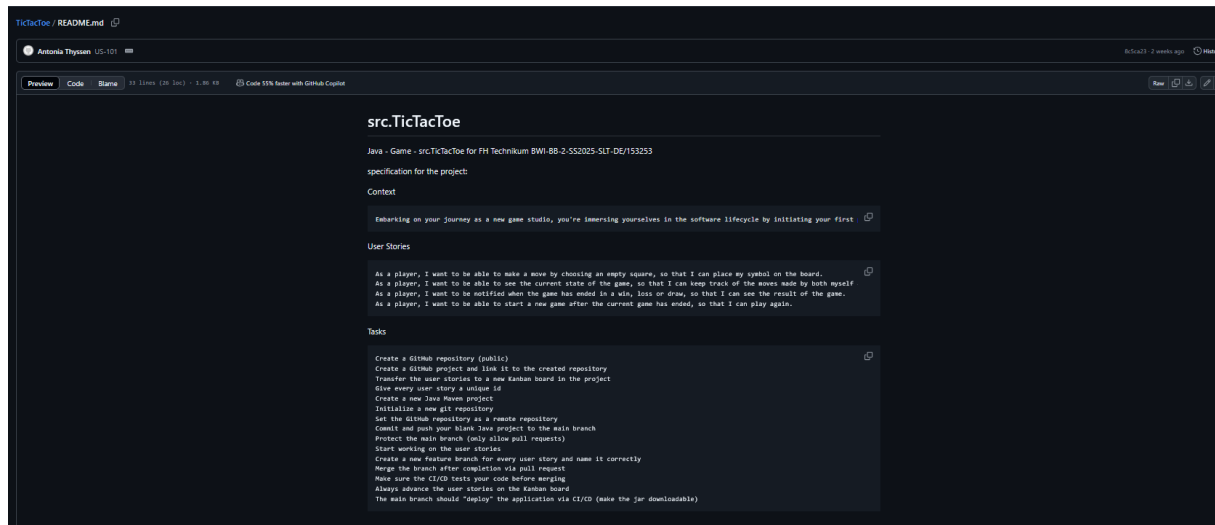 TicTacToe / README.md
Antonia Thyssen US-101
6c5ca23 · 2 weeks ago History
Preview Code Blame 33 lines (26 loc) · 1.86 KB Code 55% faster with GitHub Copilot Raw
src.TicTacToe
Java - Game - src.TicTacToe for FH Technikum BWI-BB-2-SS2025-SLT-DE/153253
specification for the project:
Context
Embarking on your journey as a new game studio, you're immersing yourselves in the software lifecycle by initiating your first
User Stories
As a player, I want to be able to make a move by choosing an empty square, so that I can place my symbol on the board.
As a player, I want to be able to see the current state of the game, so that I can keep track of the moves made by both myself
As a player, I want to be notified when the game has ended in a win, loss or draw, so that I can see the result of the game.
As a player, I want to be able to start a new game after the current game has ended, so that I can play again.
Tasks
Create a GitHub repository (public)
Create a GitHub project and link it to the created repository
Transfer the user stories to a new Kanban board in the project
Give every user story a unique id
Create a new Java Maven project
Initialize a new git repository
Set the GitHub repository as a remote repository
Commit and push your blank Java project to the main branch
Protect the main branch (only allow pull requests)
Start working on the user stories
Create a new feature branch for every user story and name it correctly
Merge the branch after completion via pull request
Make sure the CI/CD tests your code before merging
Always advance the user stories on the Kanban board
The main branch should "deploy" the application via CI/CD (make the jar downloadable)